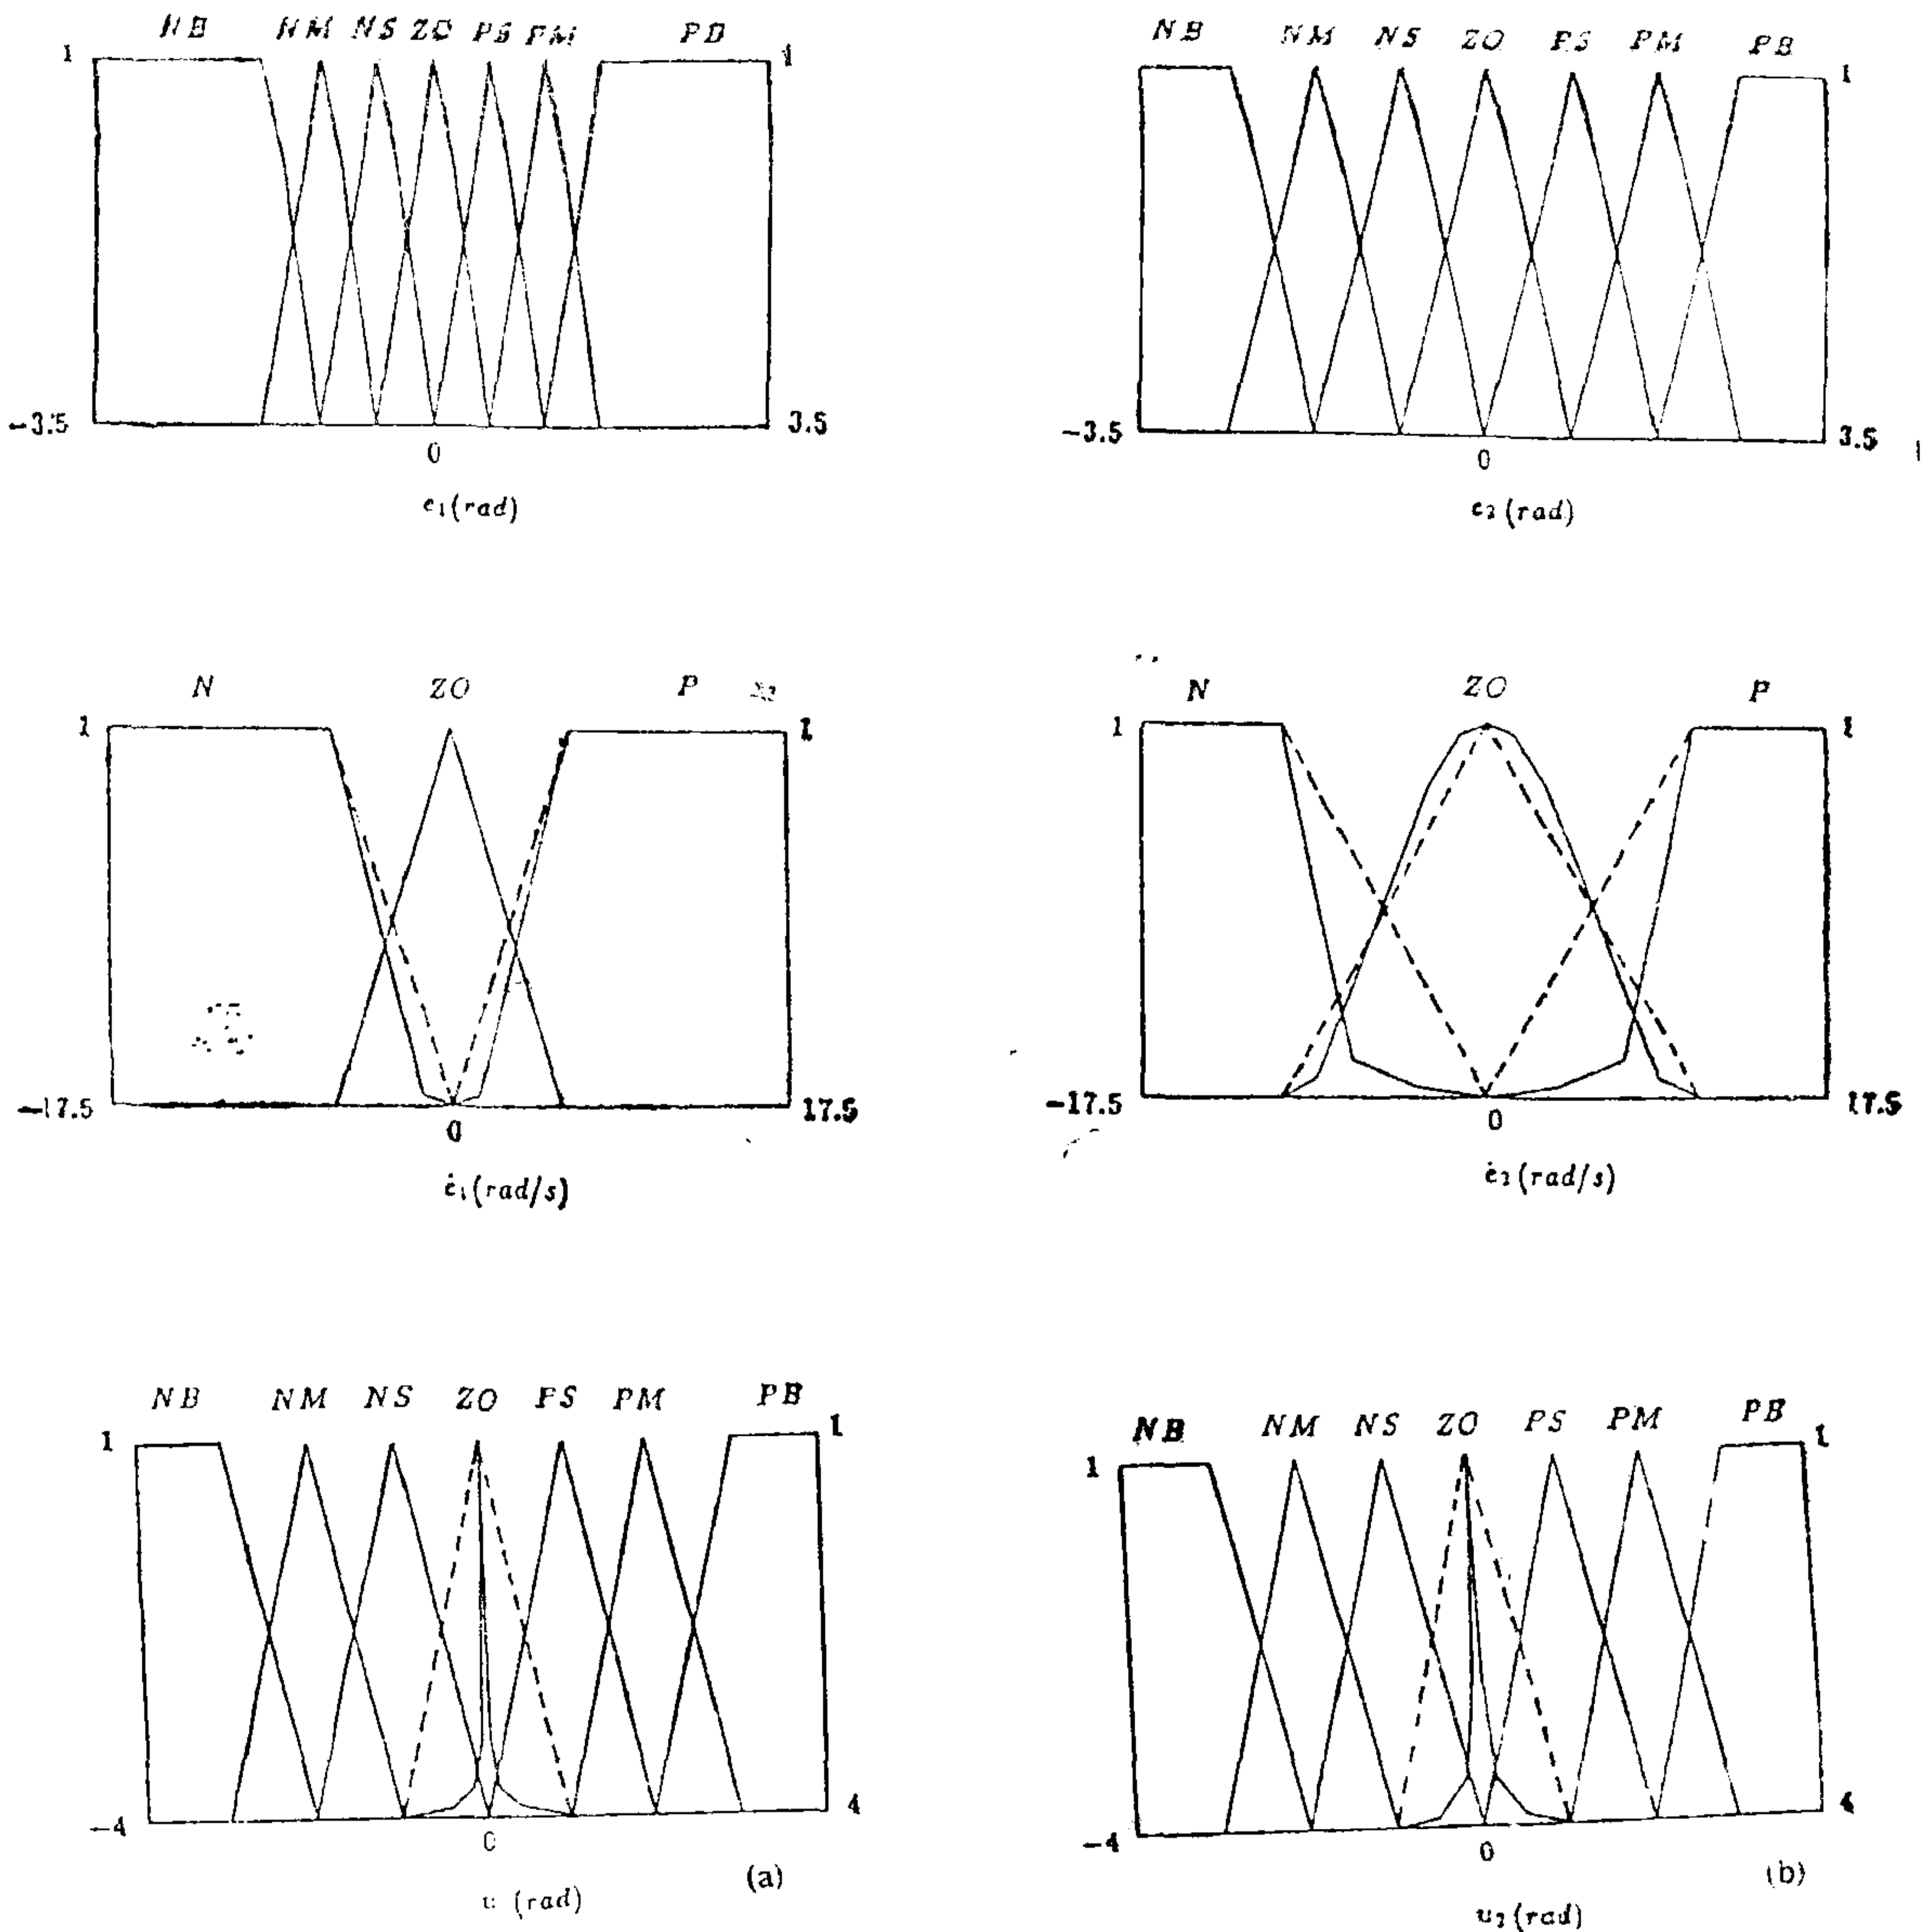 NB NM NS ZO PS PM PB
1 1
-3.5 3.5
0
e1(rad)
NB NM NS ZO PS PM PB
1 1
-3.5 3.5
0
e2(rad)
N ZO P
1 1
-17.5 17.5
0
ė1(rad/s)
N ZO P
1 1
-17.5 17.5
0
ė2(rad/s)
NB NM NS ZO PS PM PB
1 1
-4 4
0
(a)
u (rad)
NB NM NS ZO PS PM PB
1 1
-4 4
0
(b)
u2(rad)